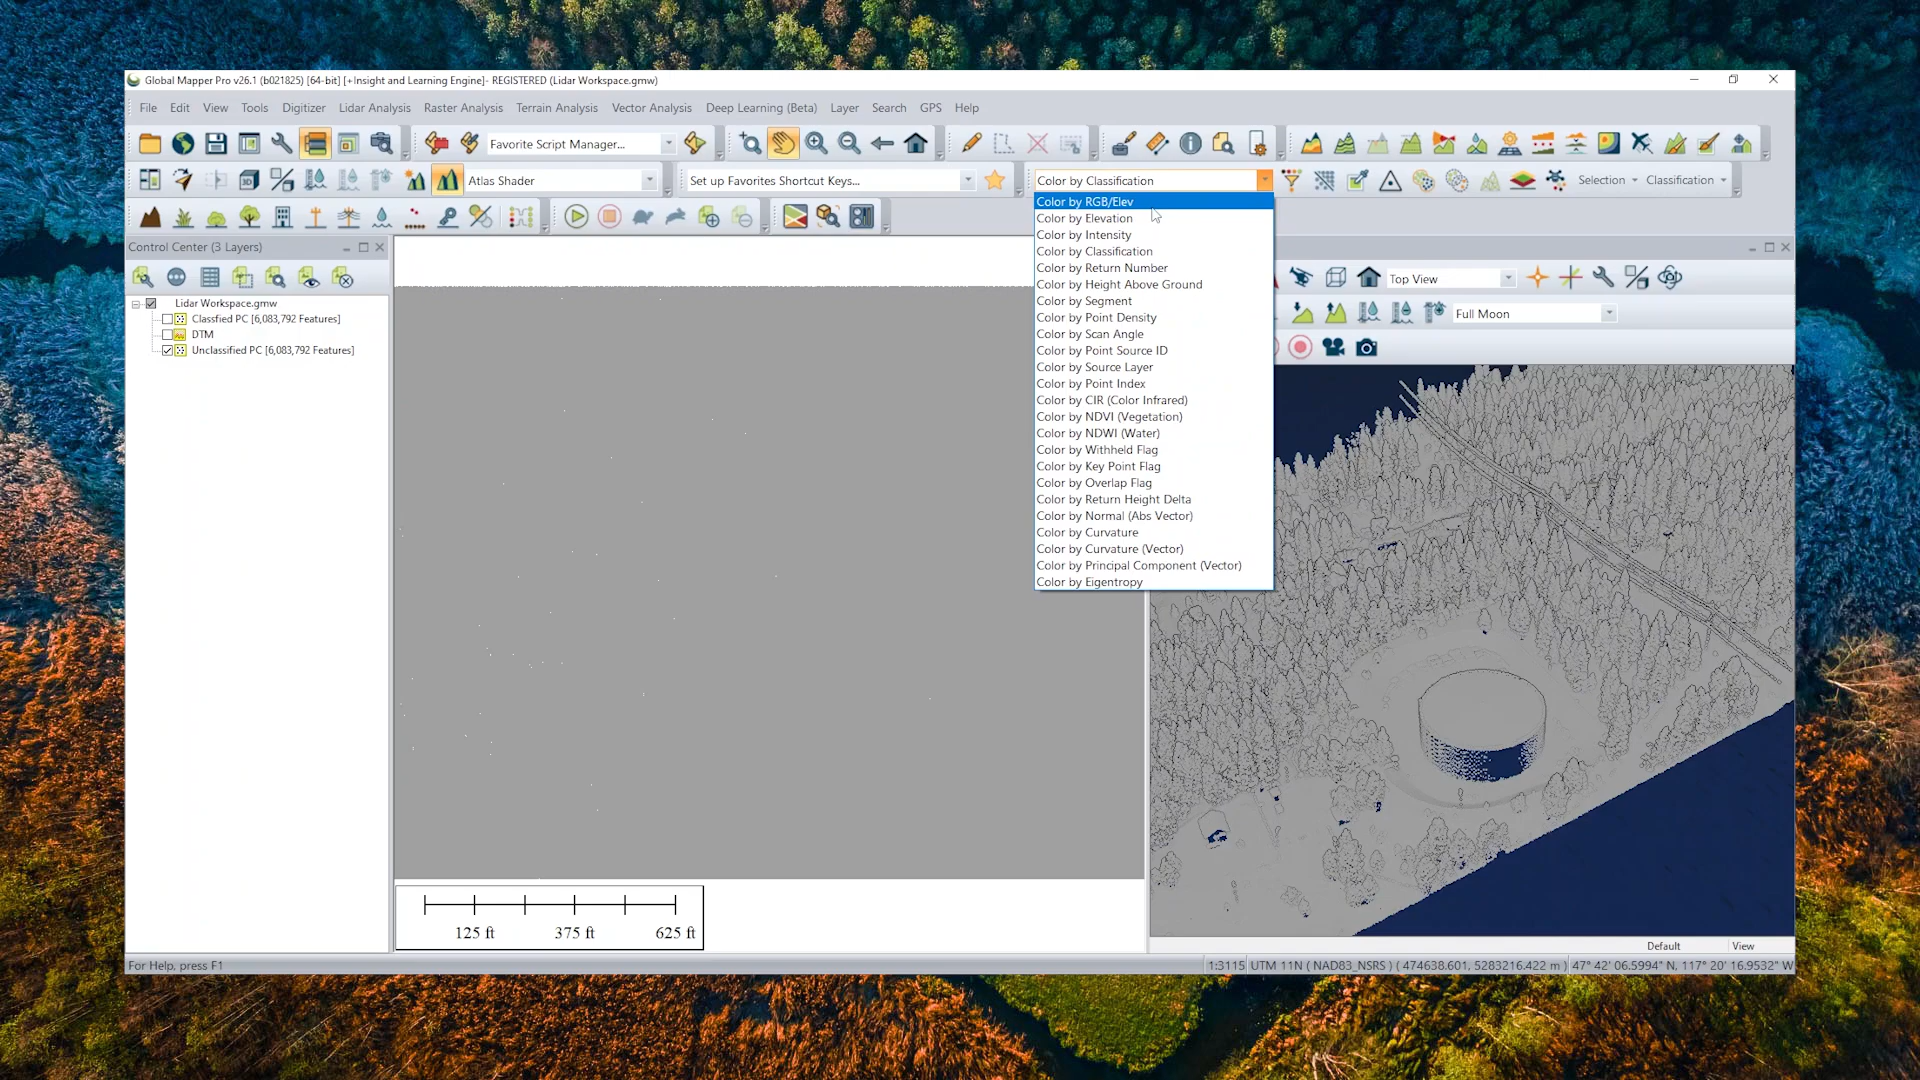 Global Mapper Pro v26.1 (b021825) [64-bit] [+Insight and Learning Engine]- REGISTERED (Lidar Workspace.gmw)
File Edit View Tools Digitizer Lidar Analysis Raster Analysis Terrain Analysis Vector Analysis Deep Learning (Beta) Layer Search GPS Help
Favorite Script Manager...
Atlas Shader
Set up Favorites Shortcut Keys...
Color by Classification
Selection
Classification
Color by RGB/Elev
Color by Elevation
Color by Intensity
Color by Classification
Color by Return Number
Color by Height Above Ground
Color by Segment
Color by Point Density
Color by Scan Angle
Color by Point Source ID
Color by Source Layer
Color by Point Index
Color by CIR (Color Infrared)
Color by NDVI (Vegetation)
Color by NDWI (Water)
Color by Withheld Flag
Color by Key Point Flag
Color by Overlap Flag
Color by Return Height Delta
Color by Normal (Abs Vector)
Color by Curvature
Color by Curvature (Vector)
Color by Principal Component (Vector)
Color by Eigentropy
Control Center (3 Layers)
Lidar Workspace.gmw
Classfied PC [6,083,792 Features]
DTM
Unclassified PC [6,083,792 Features]
Top View
Full Moon
125 ft 375 ft 625 ft
Default View
For Help, press F1
1:3115 UTM 11N ( NAD83_NSRS ) ( 474638.601, 5283216.422 m ) 47° 42' 06.5994" N, 117° 20' 16.9532" W